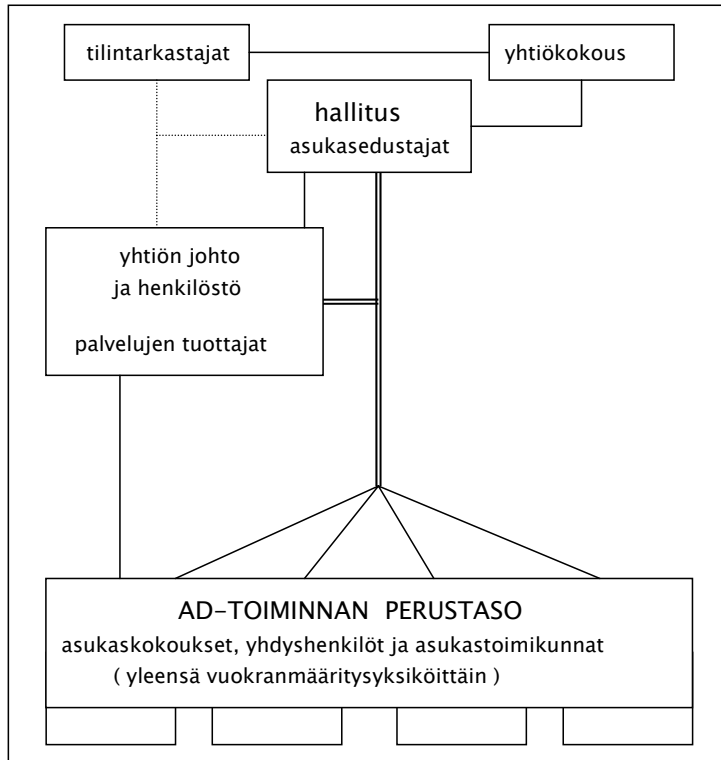 tilintarkastajat
yhtiökokous
hallitus
asukasedustajat
yhtiön johto
ja henkilöstö
palvelujen tuottajat
AD-TOIMINNAN PERUSTASO
asukaskokoukset, yhdyshenkilöt ja asukastoimikunnat
( yleensä vuokranmääritysyksiköittäin )